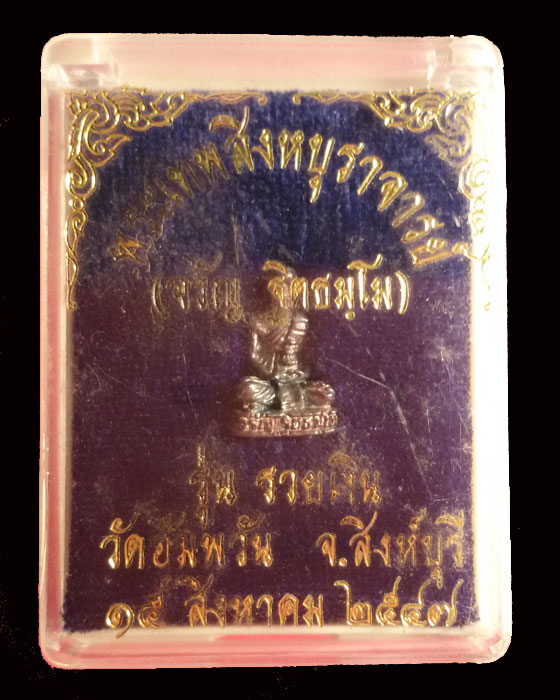 พระเทพสิงหบุราจารย์
(จรัญ ฐิตธมฺโม)
รุ่น รวยเงิน
วัดอัมพวัน จ.สิงห์บุรี
๑๕ สิงหาคม ๒๕๔๗